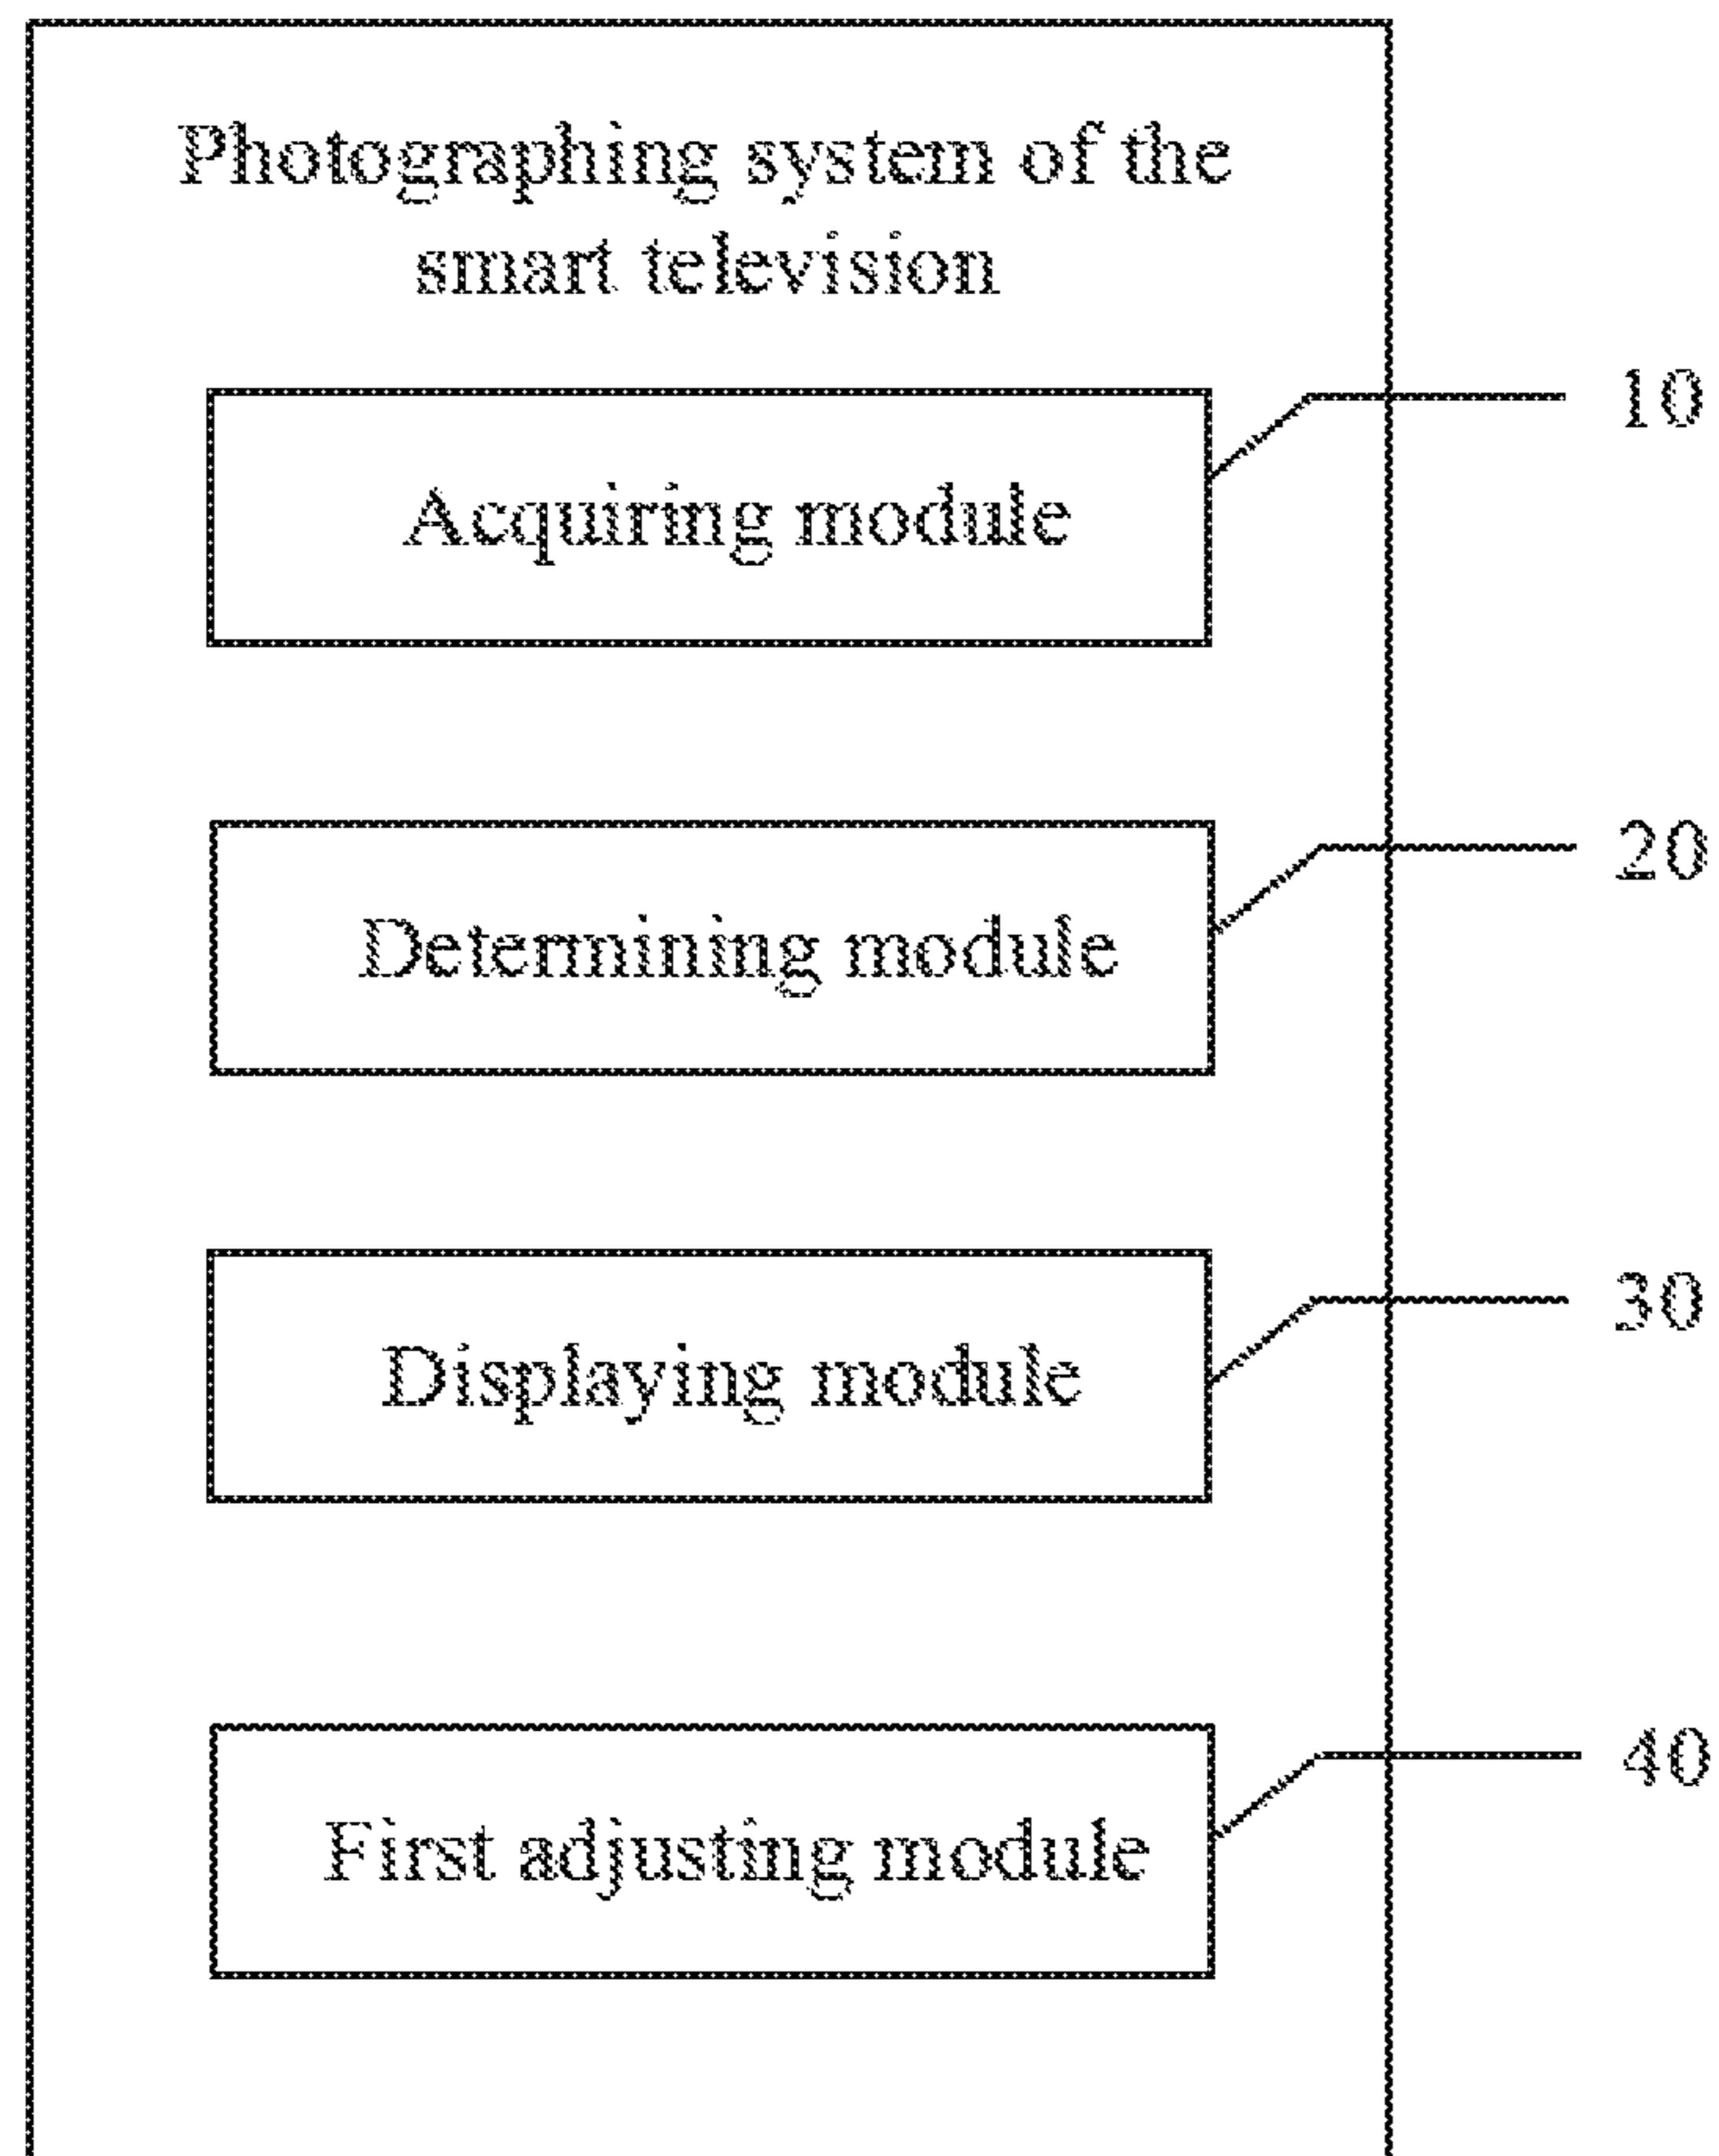 Photographing system of the
smart television
10
Acquiring module
20
Determining module
30
Displaying module
40
First adjusting module